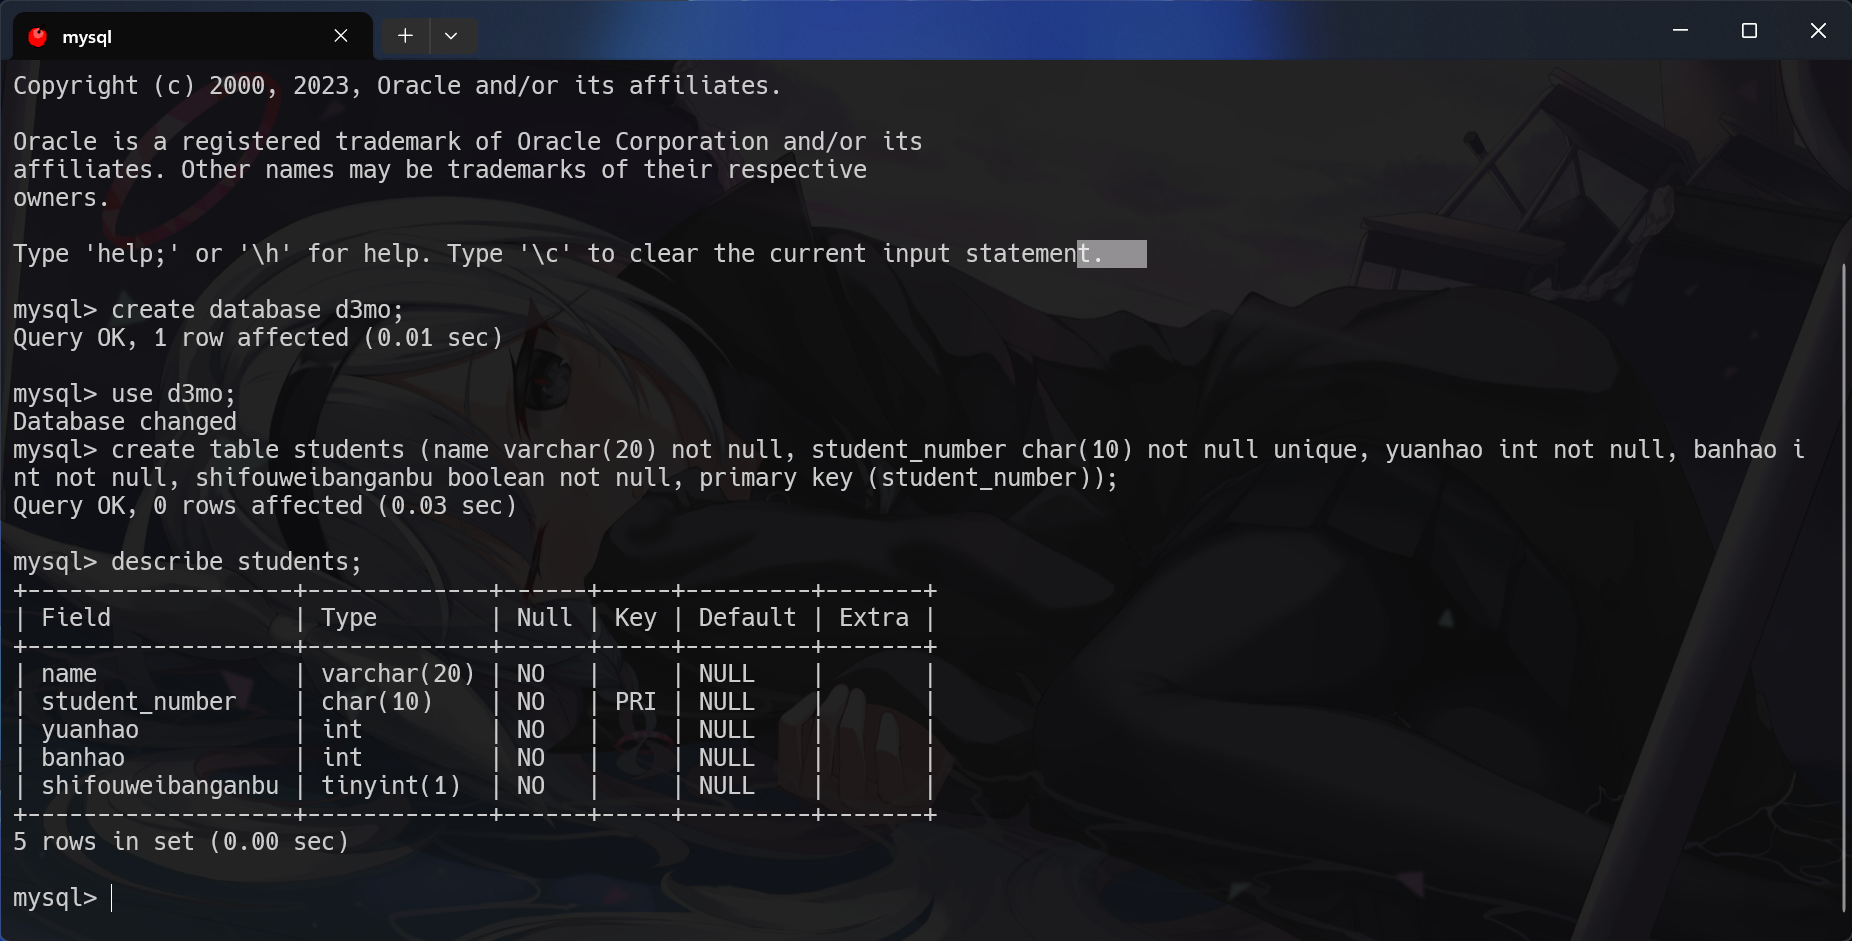 mysql
Copyright (c) 2000, 2023, Oracle and/or its affiliates.
Oracle is a registered trademark of Oracle Corporation and/or its
affiliates. Other names may be trademarks of their respective
owners.
Type 'help;' or '\h' for help. Type '\c' to clear the current input statement.
mysql> create database d3mo;
Query OK, 1 row affected (0.01 sec)
mysql> use d3mo;
Database changed
mysql> create table students (name varchar(20) not null, student_number char(10) not null unique, yuanhao int not null, banhao i
nt not null, shifouweibanganbu boolean not null, primary key (student_number));
Query OK, 0 rows affected (0.03 sec)
mysql> describe students;
+-------------------+-------------+------+-----+---------+-------+
| Field             | Type        | Null | Key | Default | Extra |
+-------------------+-------------+------+-----+---------+-------+
| name              | varchar(20) | NO   |     | NULL    |       |
| student_number    | char(10)    | NO   | PRI | NULL    |       |
| yuanhao           | int         | NO   |     | NULL    |       |
| banhao            | int         | NO   |     | NULL    |       |
| shifouweibanganbu | tinyint(1)  | NO   |     | NULL    |       |
+-------------------+-------------+------+-----+---------+-------+
5 rows in set (0.00 sec)
mysql>